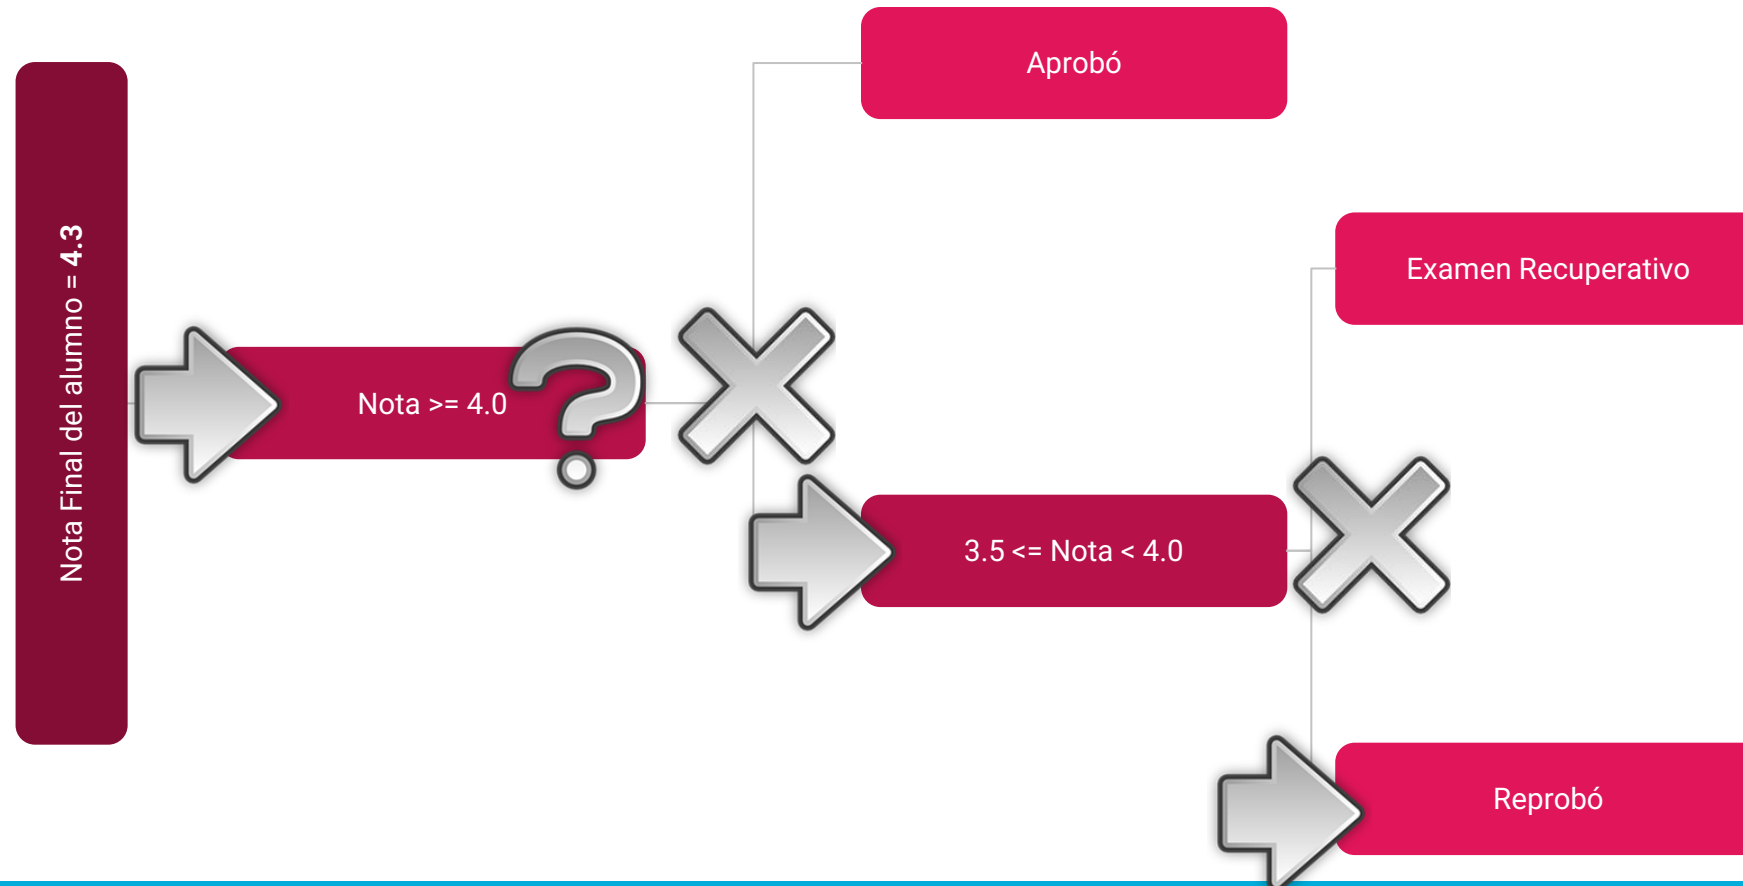 Nota Final del alumno = 4.3
Nota >= 4.0
Aprobó
3.5 <= Nota < 4.0
Examen Recuperativo
Reprobó